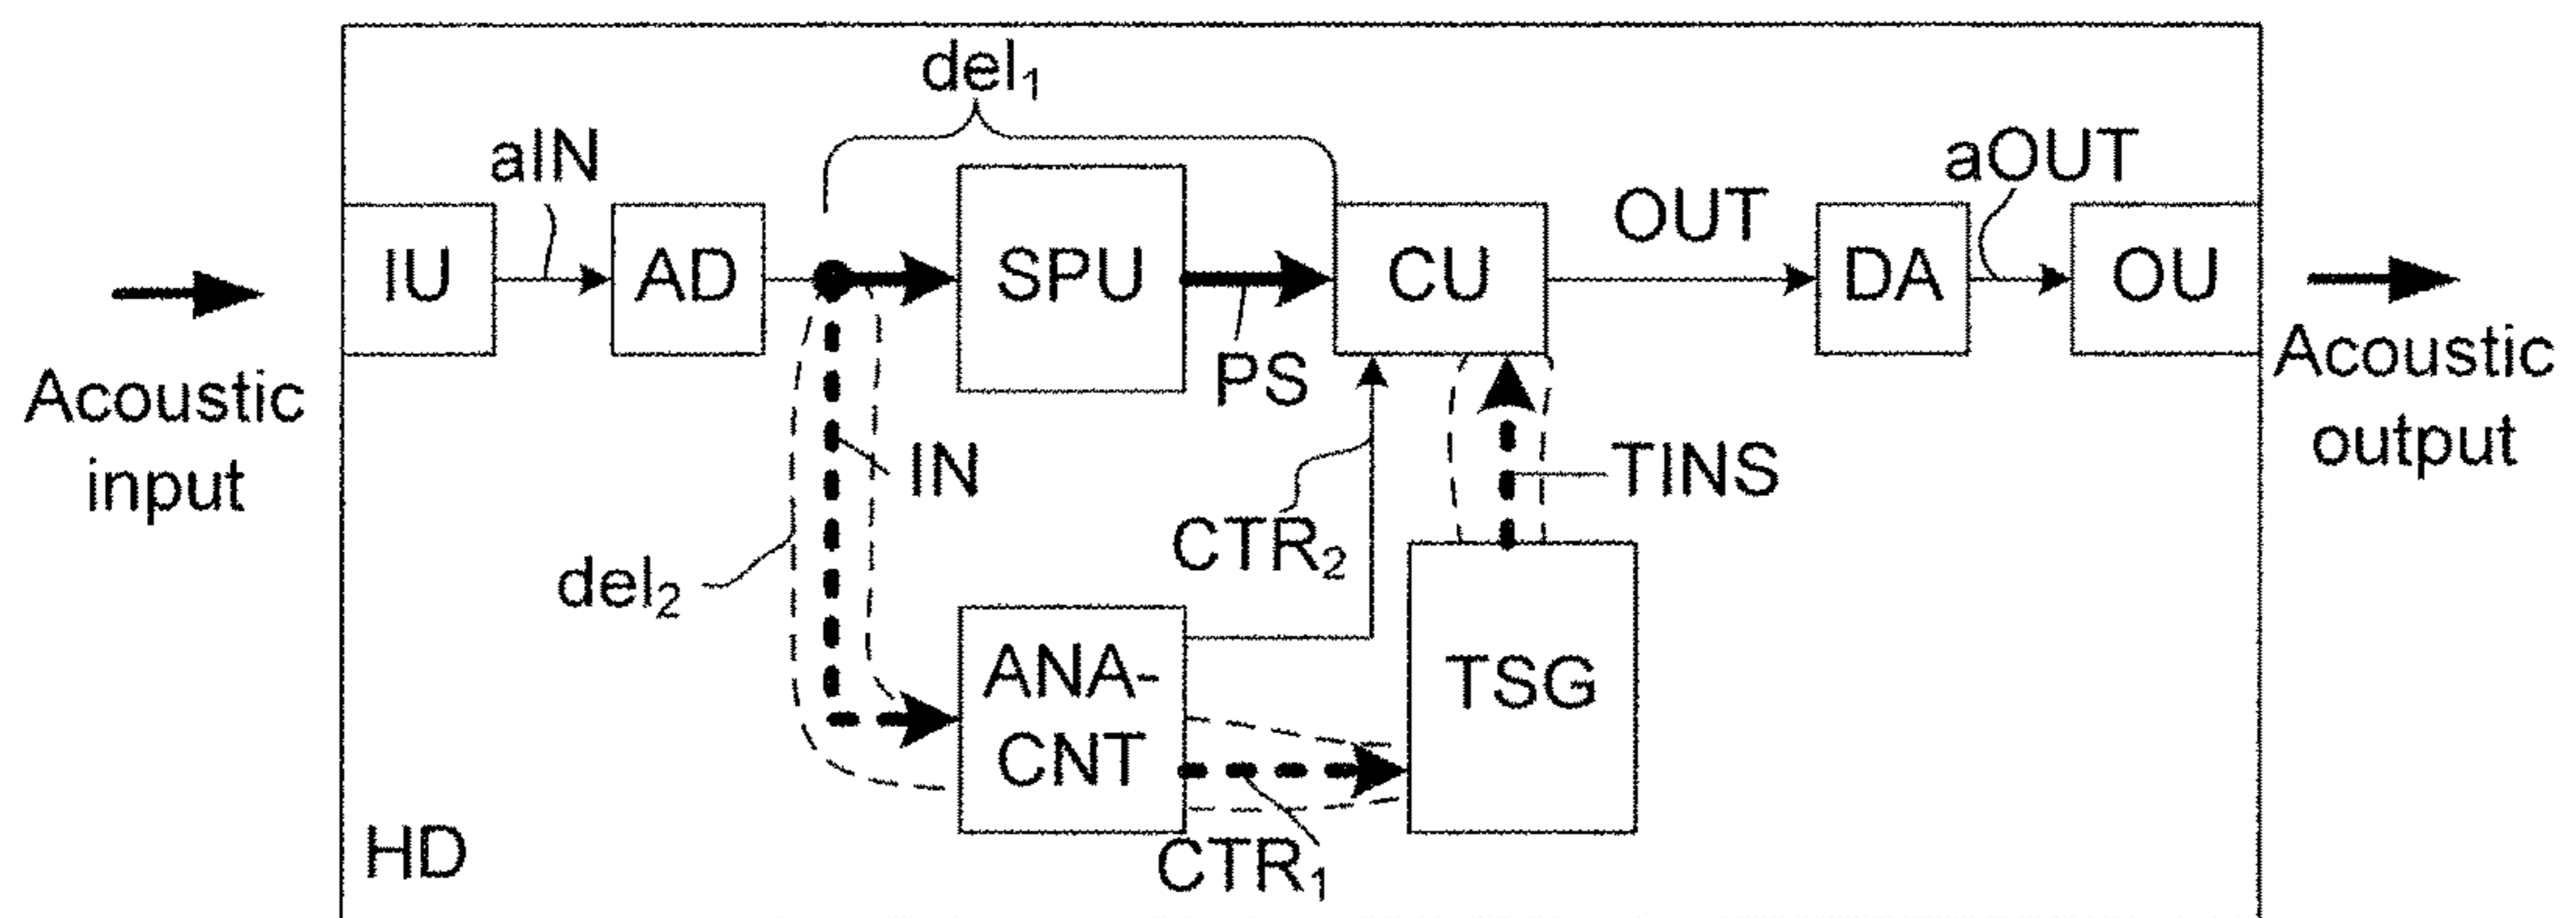 del₁
aIN
aOUT
OUT
IU
AD
SPU
CU
DA
OU
PS
Acoustic
input
Acoustic
output
IN
TINS
CTR₂
del₂
ANA-
CNT
TSG
CTR₁
HD